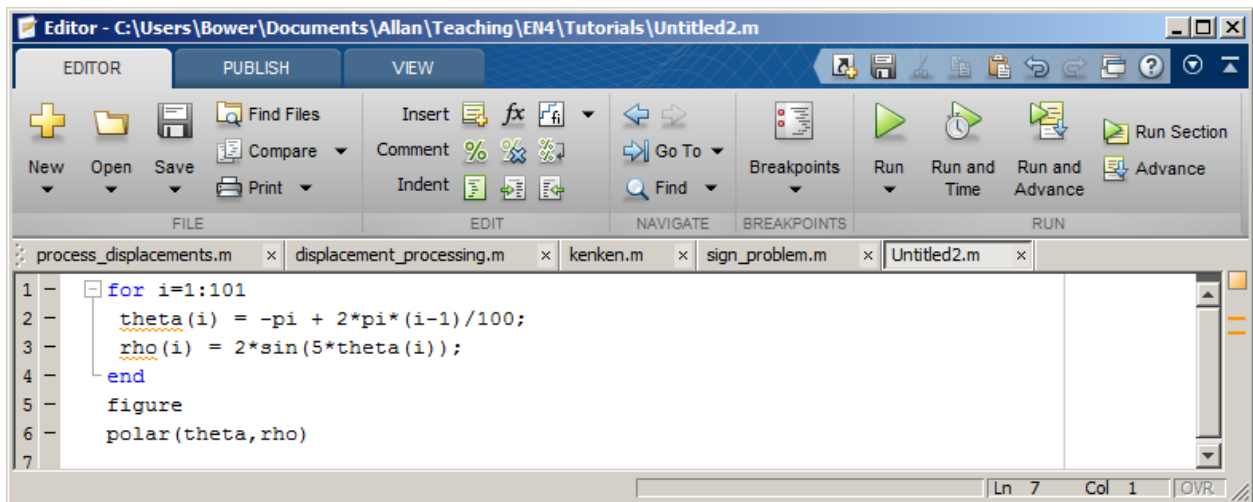 Editor - C:\Users\Bower\Documents\Allan\Teaching\EN4\Tutorials\Untitled2.m
EDITOR PUBLISH VIEW
New Open Save Find Files Compare Print
FILE
Insert fx fi
Comment % % %
Indent
EDIT
Go To
Find
NAVIGATE
Breakpoints
BREAKPOINTS
Run Run and Time Run and Advance Run Section Advance
RUN
process_displacements.m × displacement_processing.m × kenken.m × sign_problem.m × Untitled2.m ×
1 – for i=1:101
2 – theta(i) = -pi + 2*pi*(i-1)/100;
3 – rho(i) = 2*sin(5*theta(i));
4 – end
5 – figure
6 – polar(theta,rho)
7
Ln 7 Col 1 OVR